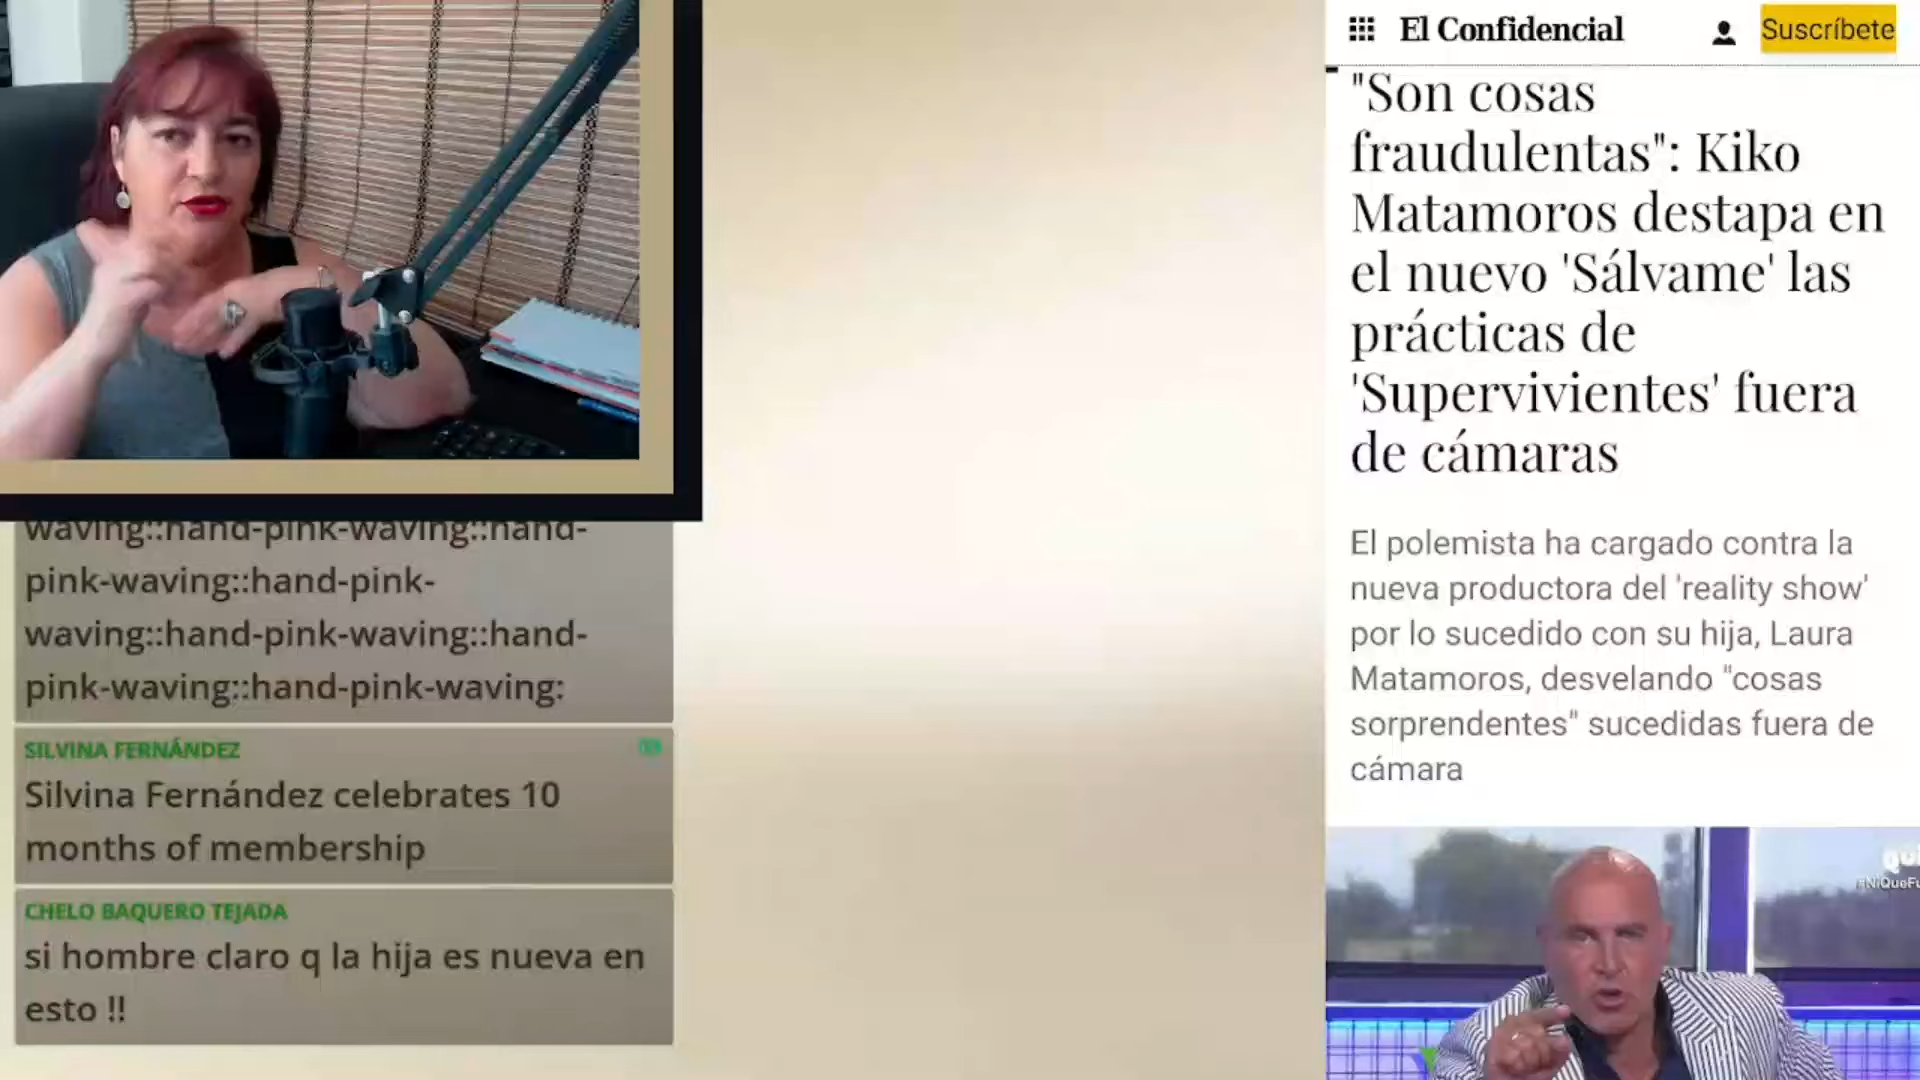 waving::hand-pink-waving::hand-
pink-waving::hand-pink-
waving::hand-pink-waving::hand-
pink-waving::hand-pink-waving:
SILVINA FERNÁNDEZ
Silvina Fernández celebrates 10
months of membership
CHELO BAQUERO TEJADA
si hombre claro q la hija es nueva en
esto !!
El Confidencial
Suscríbete
"Son cosas
fraudulentas": Kiko
Matamoros destapa en
el nuevo 'Sálvame' las
prácticas de
'Supervivientes' fuera
de cámaras
El polemista ha cargado contra la
nueva productora del 'reality show'
por lo sucedido con su hija, Laura
Matamoros, desvelando "cosas
sorprendentes" sucedidas fuera de
cámara
qui
#NiQueFu